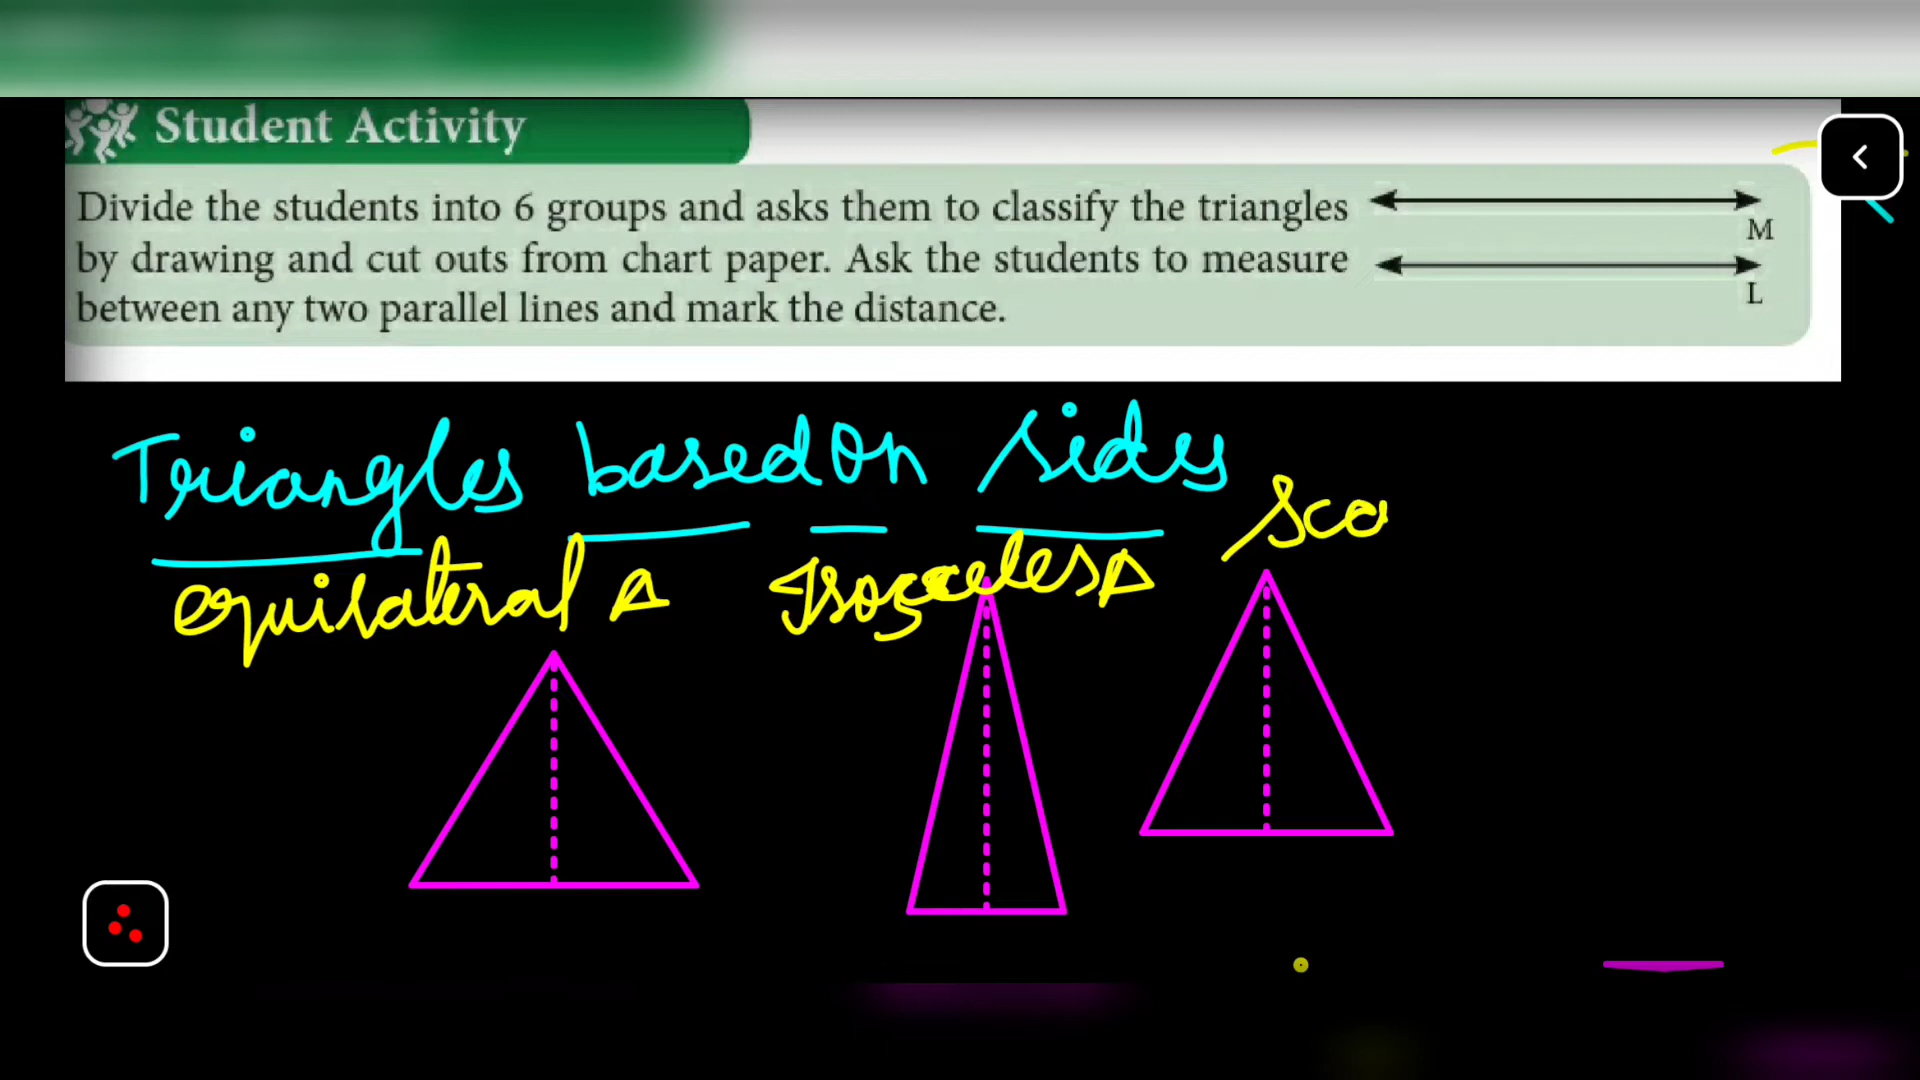 Student Activity
Divide the students into 6 groups and asks them to classify the triangles
by drawing and cut outs from chart paper. Ask the students to measure
between any two parallel lines and mark the distance.
M
L
Triangles based on sides
equilateral Δ Isosceles Δ Sca